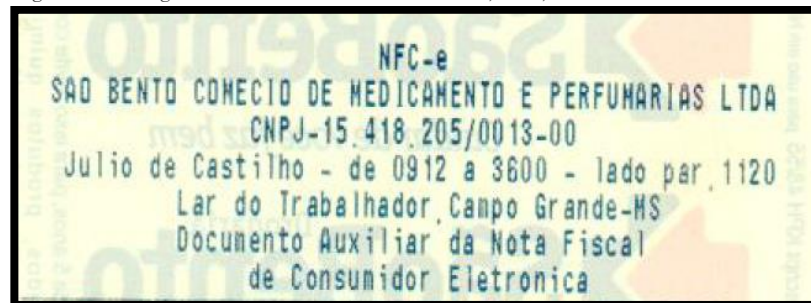 NFC-e
SAO BENTO COMECIO DE MEDICAMENTO E PERFUMARIAS LTDA
CNPJ-15.418.205/0013-00
Julio de Castilho - de 0912 a 3600 - lado par,1120
Lar do Trabalhador,Campo Grande-MS
Documento Auxiliar da Nota Fiscal
de Consumidor Eletronica